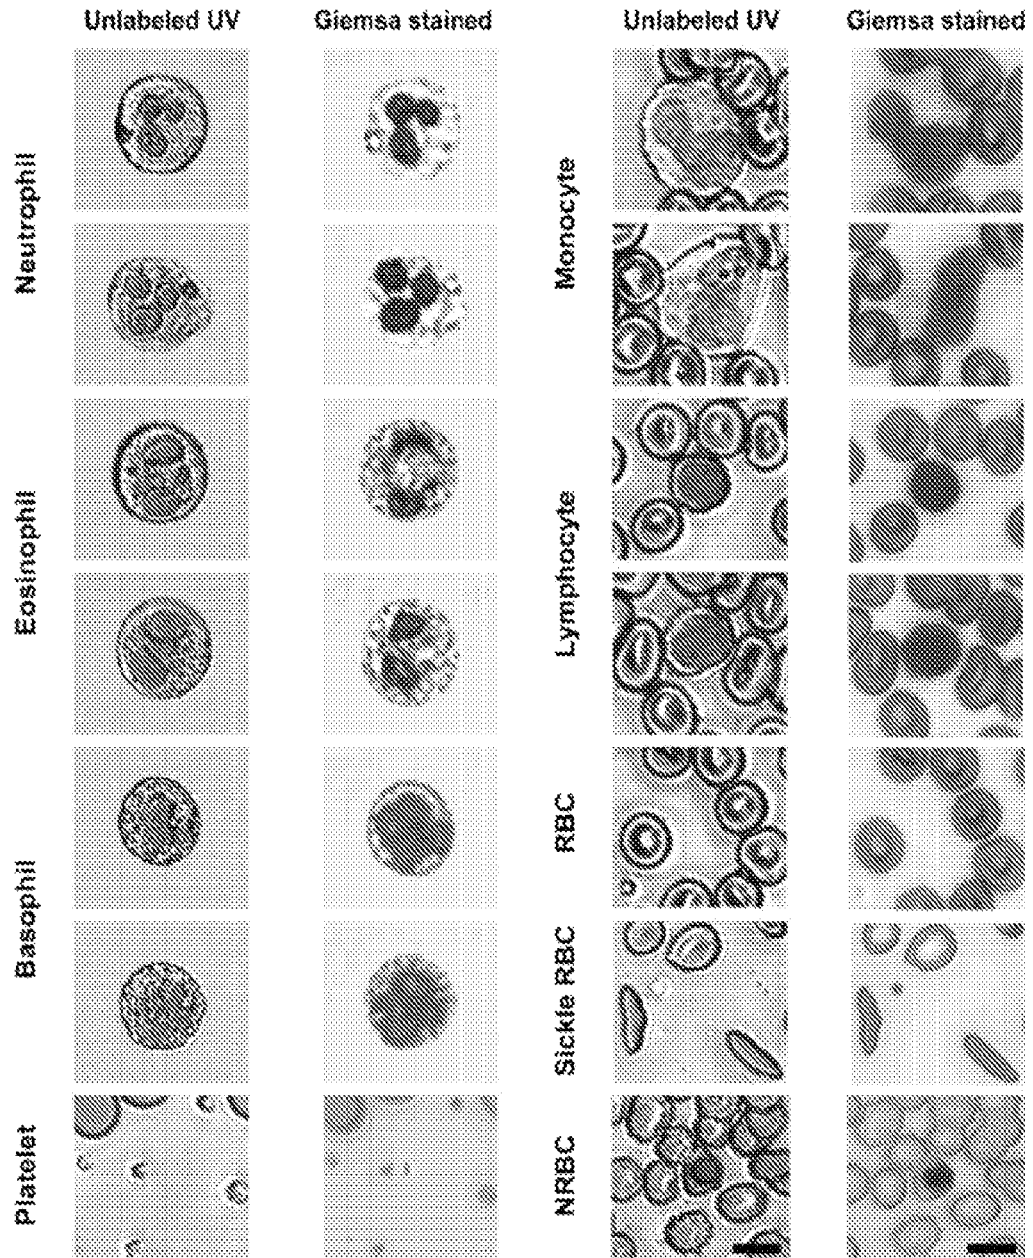 Unlabeled UV
Giemsa stained
Unlabeled UV
Giemsa stained
Neutrophil
Eosinophil
Basophil
Platelet
Monocyte
Lymphocyte
RBC
Sickle RBC
NRBC